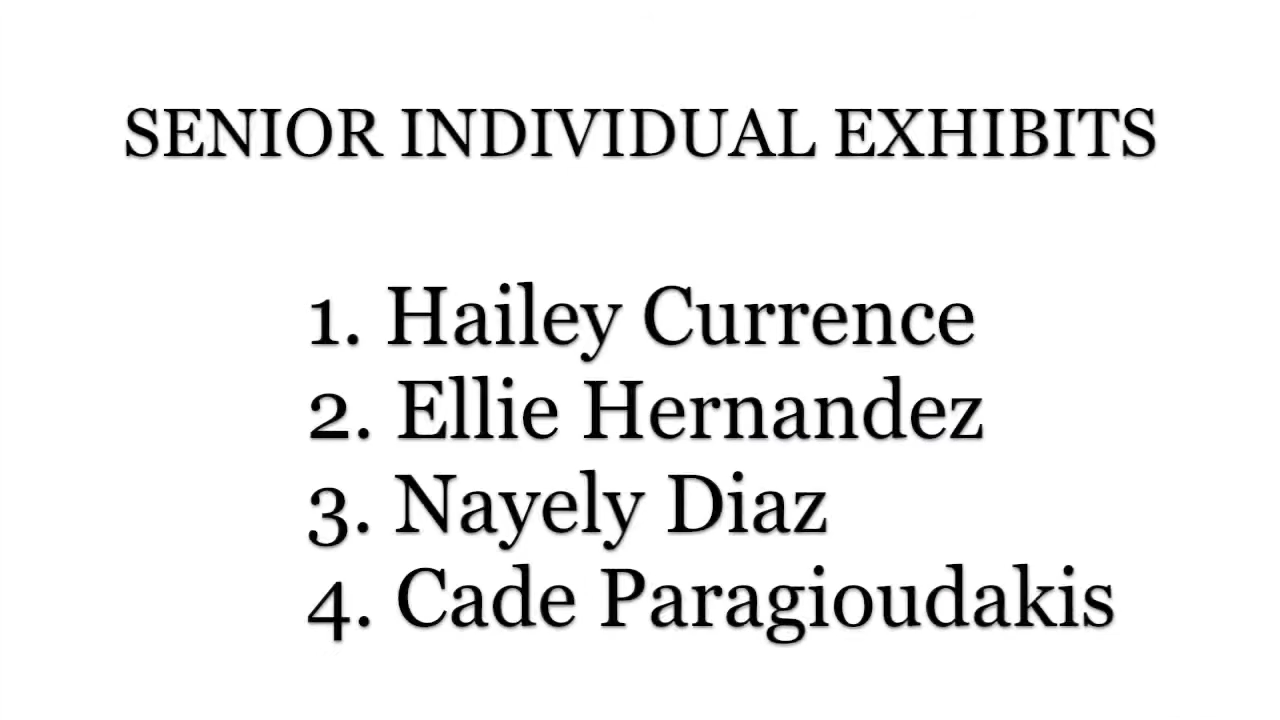 SENIOR INDIVIDUAL EXHIBITS
1. Hailey Currence
2. Ellie Hernandez
3. Nayely Diaz
4. Cade Paragioudakis